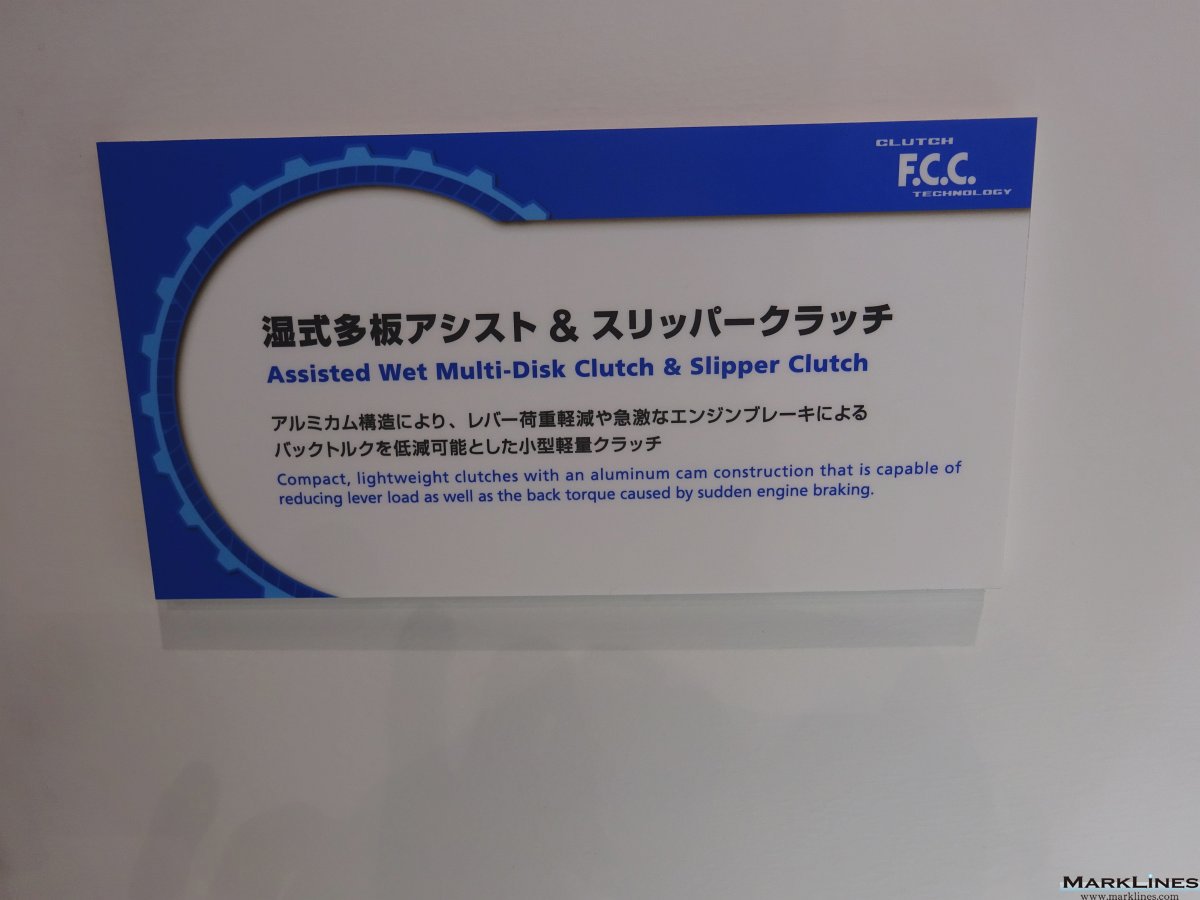 CLUTCH
F.C.C.
TECHNOLOGY
湿式多板アシスト & スリッパークラッチ
Assisted Wet Multi-Disk Clutch & Slipper Clutch
アルミカム構造により、レバー荷重軽減や急激なエンジンブレーキによる
バックトルクを低減可能とした小型軽量クラッチ
Compact, lightweight clutches with an aluminum cam construction that is capable of
reducing lever load as well as the back torque caused by sudden engine braking.
MARKLINES
www.marklines.com